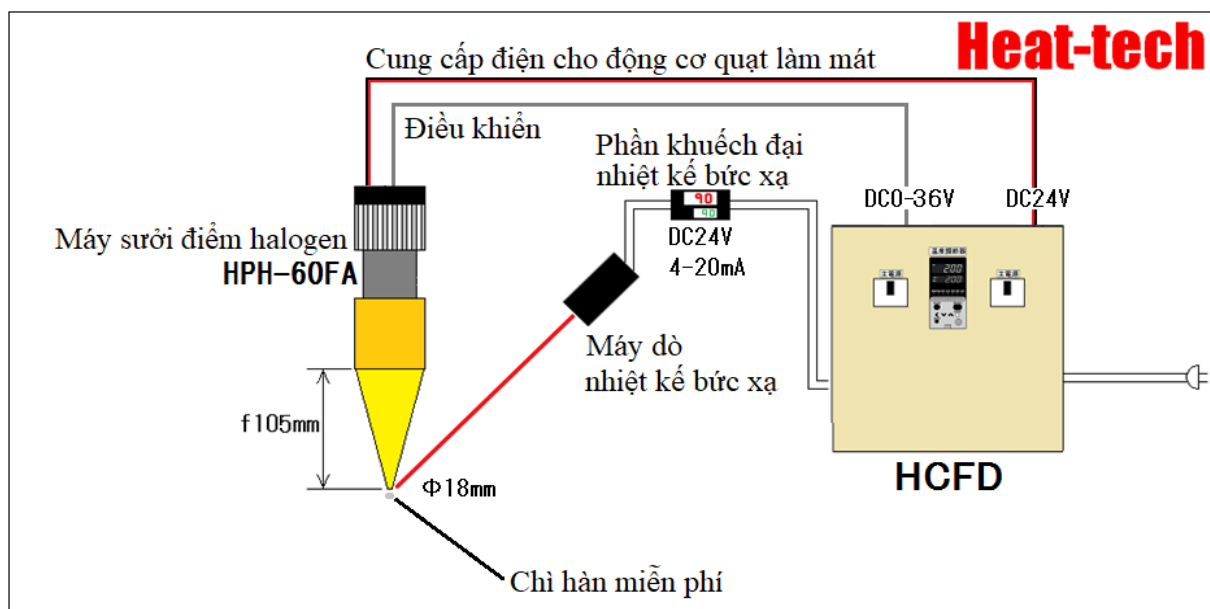 Heat-tech
Cung cấp điện cho động cơ quạt làm mát
Điều khiển
Phần khuếch đại
nhiệt kế bức xạ
DC0-36V
DC24V
Máy sưởi điểm halogen
HPH-60FA
90
90
DC24V
4-20mA
200
200
Máy dò
nhiệt kế bức xạ
f105mm
Φ18mm
HCFD
Chì hàn miễn phí